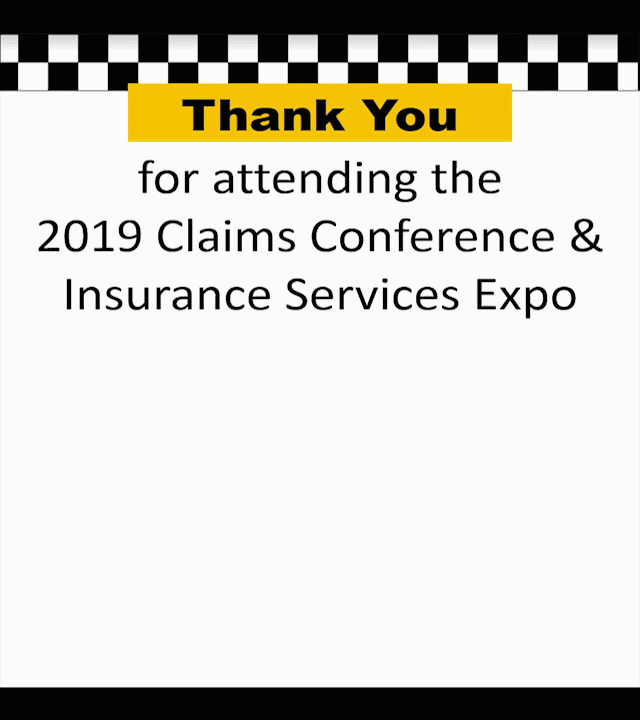 Thank You
for attending the
2019 Claims Conference &
Insurance Services Expo